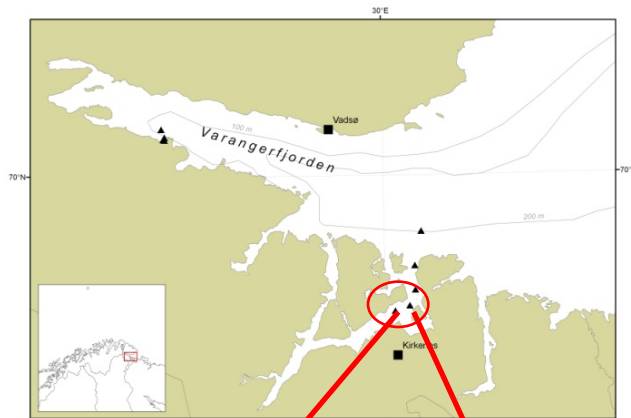 30°E
Vadsø
100 m
Varangerfjorden
70°N
70°
200 m
Kirkenes